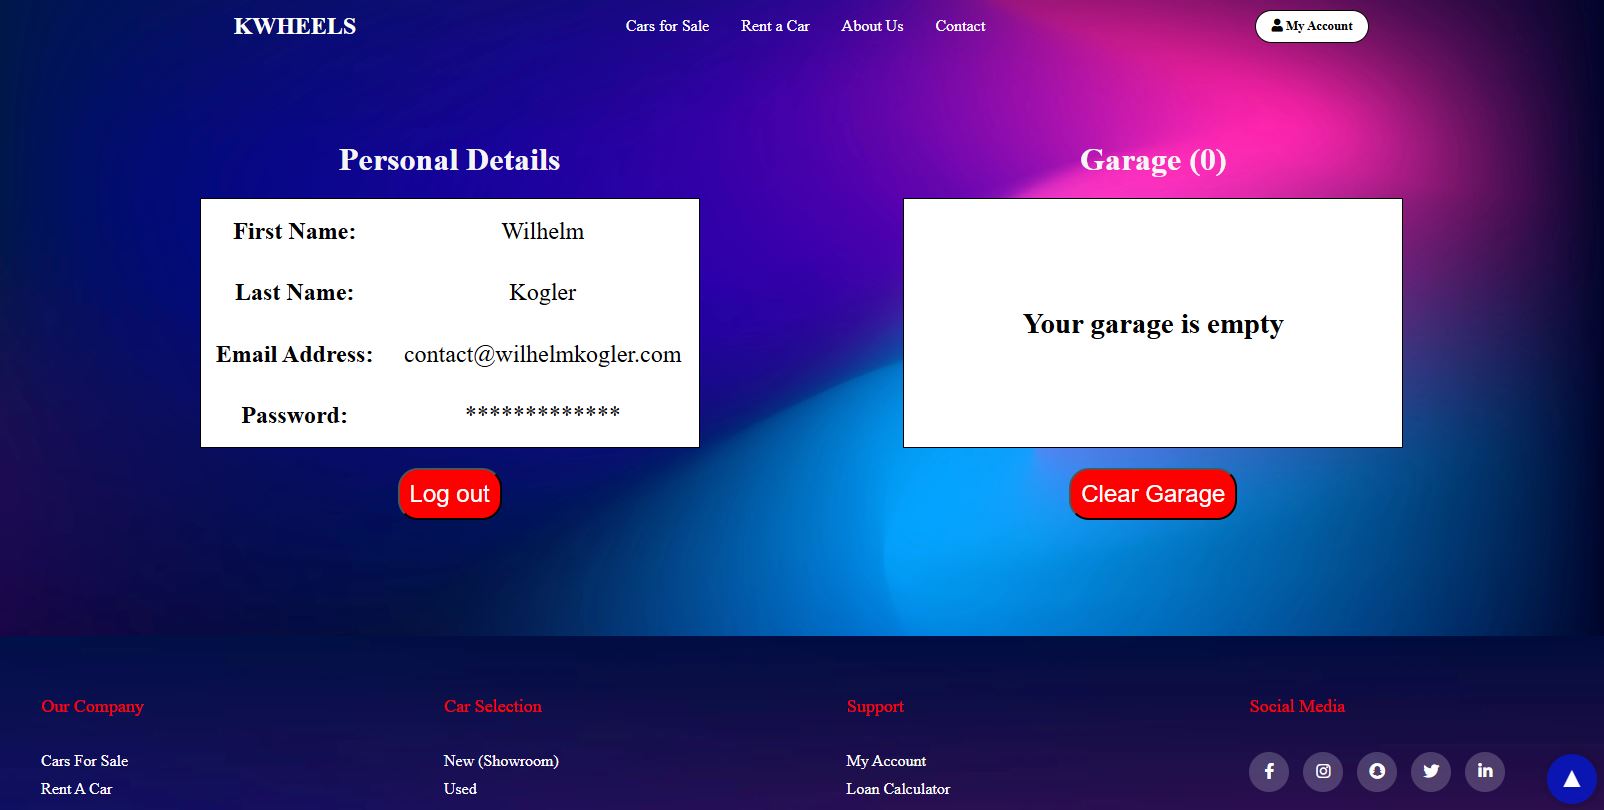 KWHEELS
Cars for Sale
Rent a Car
About Us
Contact
My Account
Personal Details
First Name: Wilhelm
Last Name: Kogler
Email Address: contact@wilhelmkogler.com
Password: *************
Log out
Garage (0)
Your garage is empty
Clear Garage
Our Company
Cars For Sale
Rent A Car
Car Selection
New (Showroom)
Used
Support
My Account
Loan Calculator
Social Media